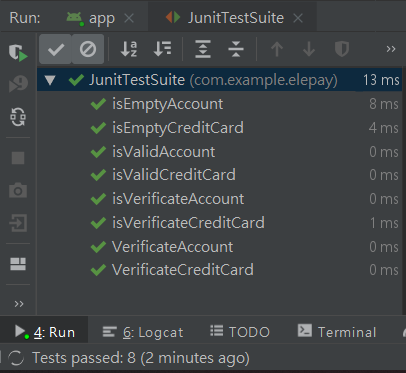 Run: app JunitTestSuite
JunitTestSuite (com.example.elepay) 13 ms
isEmptyAccount 8 ms
isEmptyCreditCard 4 ms
isValidAccount 0 ms
isValidCreditCard 0 ms
isVerificateAccount 0 ms
isVerificateCreditCard 1 ms
VerificateAccount 0 ms
VerificateCreditCard 0 ms
4: Run 6: Logcat TODO Terminal
Tests passed: 8 (2 minutes ago)